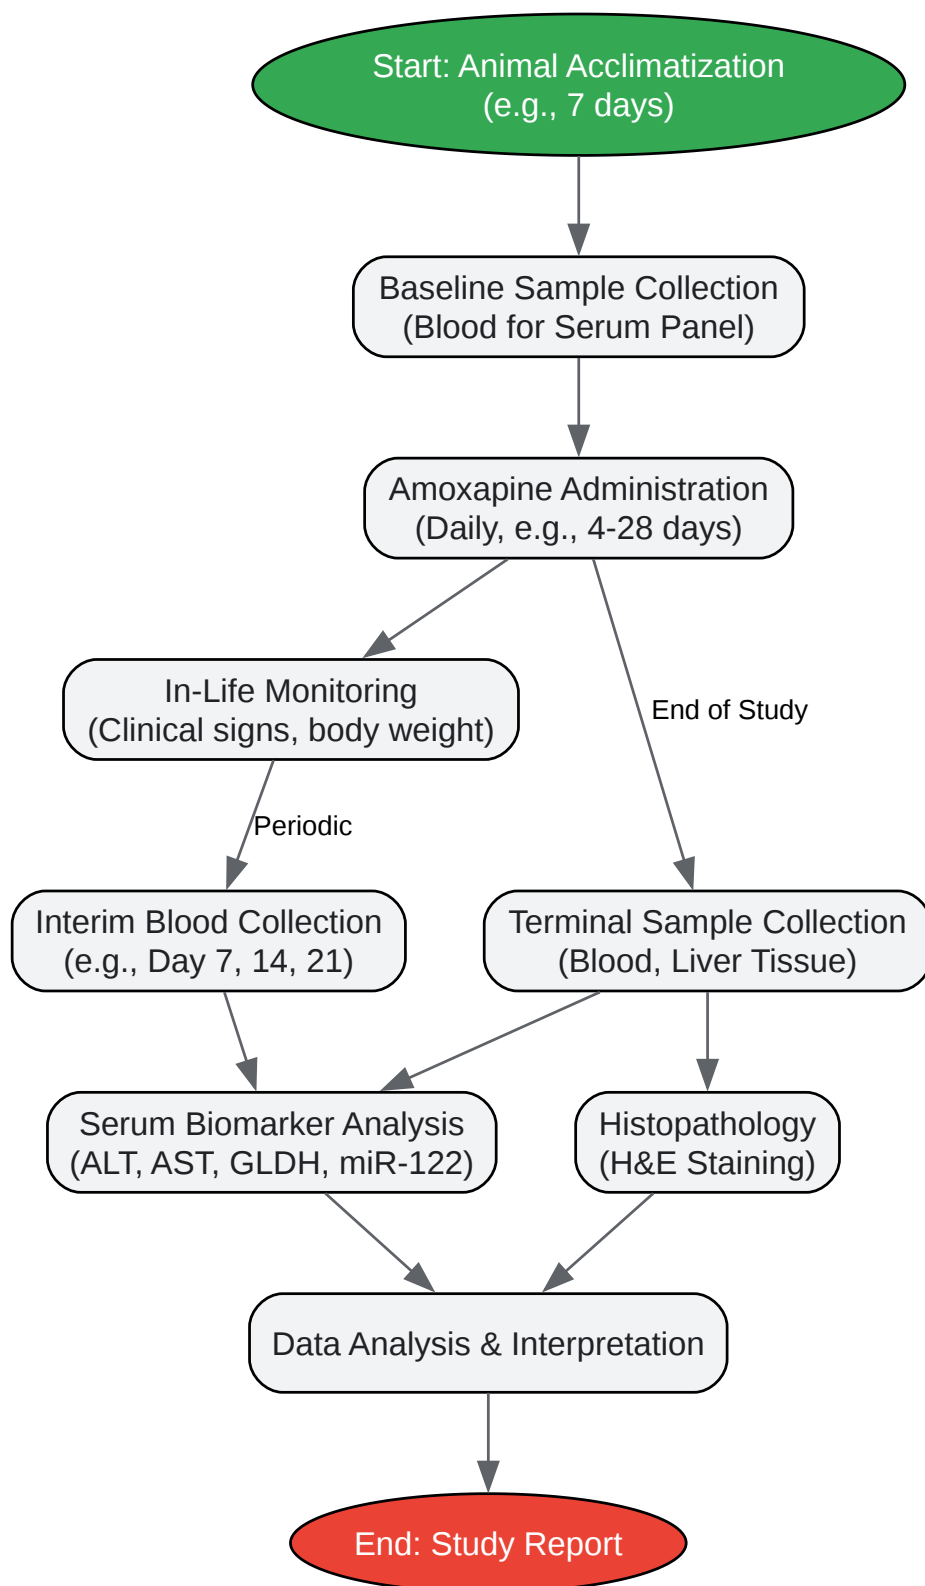 Start: Animal Acclimatization
(e.g., 7 days)
Baseline Sample Collection
(Blood for Serum Panel)
Amoxapine Administration
(Daily, e.g., 4-28 days)
In-Life Monitoring
(Clinical signs, body weight)
End of Study
Periodic
Interim Blood Collection
(e.g., Day 7, 14, 21)
Terminal Sample Collection
(Blood, Liver Tissue)
Serum Biomarker Analysis
(ALT, AST, GLDH, miR-122)
Histopathology
(H&E Staining)
Data Analysis & Interpretation
End: Study Report